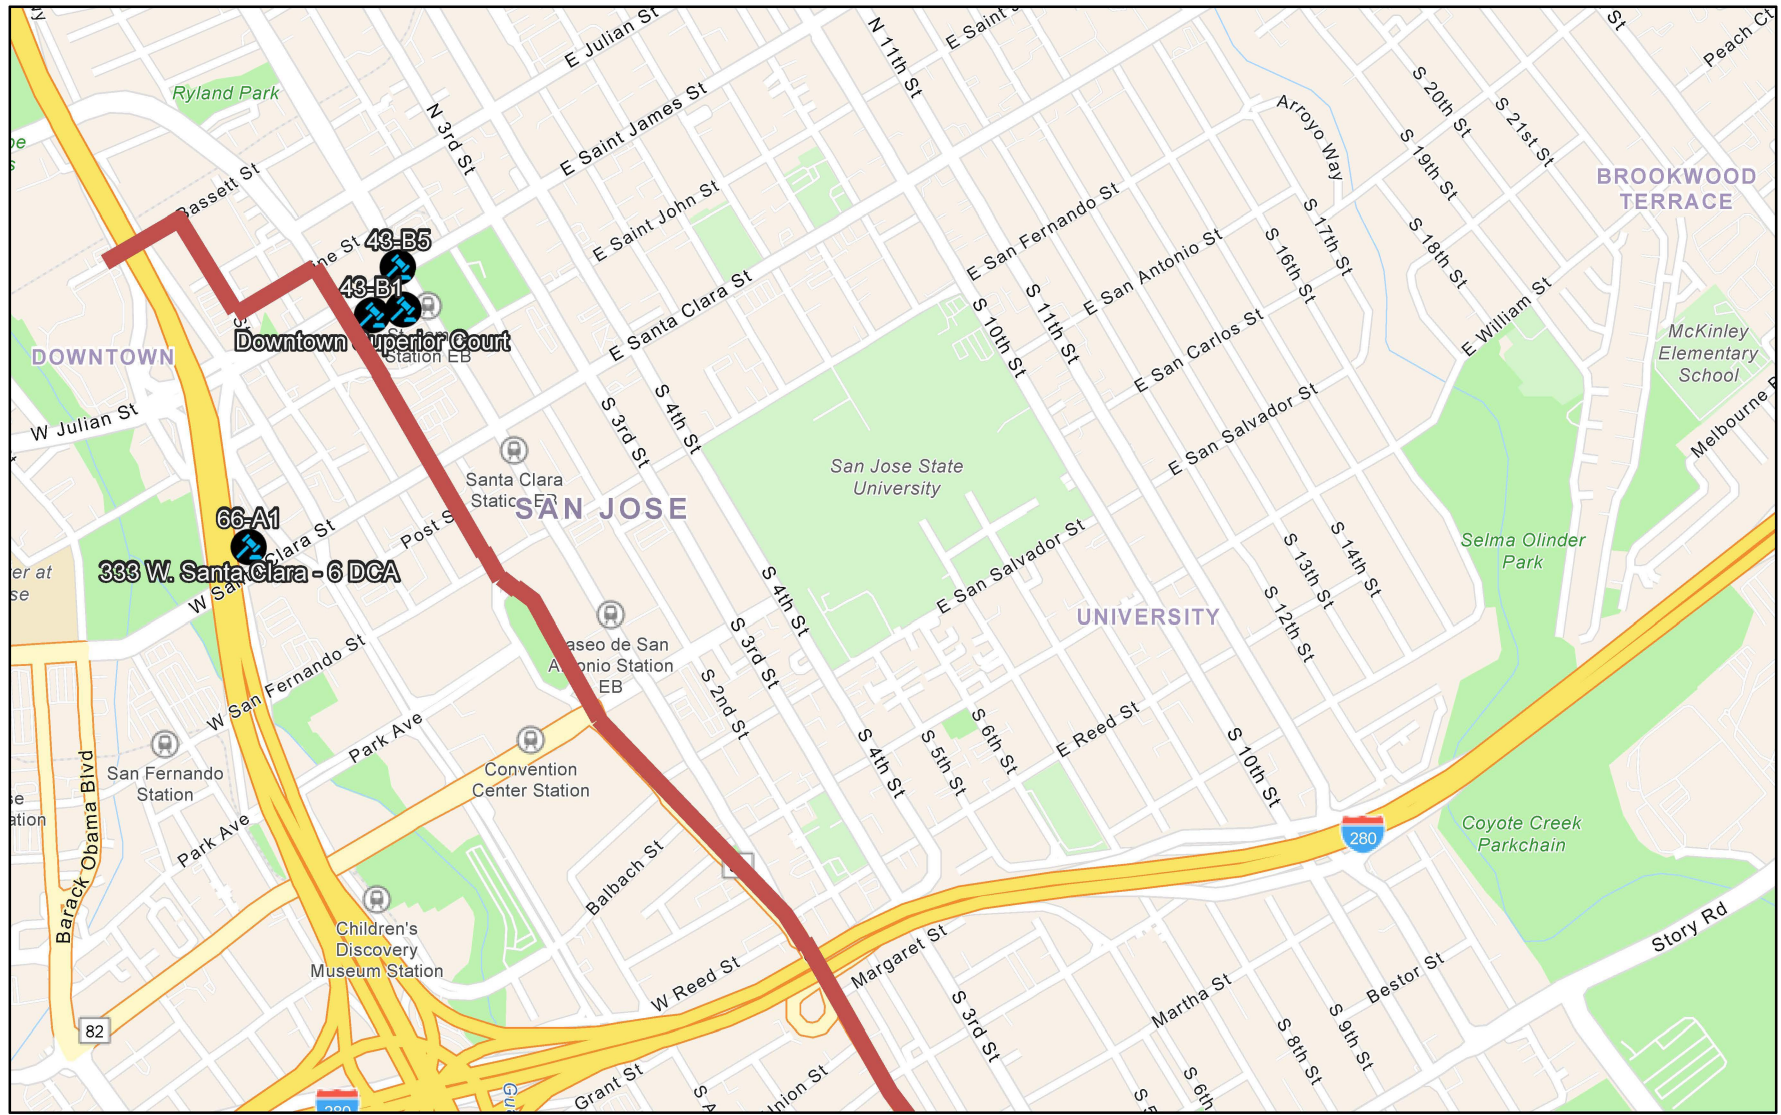 E Julian St
N 11th St
St
Peach Ct
Ryland Park
N 3rd St
E Saint James St
S 20th St
S 21st St
Arroyo Way
S 19th St
Bassett St
E Saint John St
E San Fernando St
BROOKWOOD
TERRACE
S 17th St
S 18th St
E San Antonio St
S 16th St
43-B5
43-B1
Downtown Superior Court
Station EB
E Santa Clara St
S 10th St
S 11th St
E San Carlos St
E William St
McKinley
Elementary
School
DOWNTOWN
W Julian St
S 3rd St
S 4th St
E San Salvador St
Santa Clara
San Jose State
University
SAN JOSE
Post
66-A1
333 W. Santa Clara - 6 DCA
E San Salvador St
S 14th St
S 13th St
S 12th St
Selma Olinder
Park
S 4th St
UNIVERSITY
W San Fernando St
EB
S 3rd St
S 2nd St
Park Ave
San Fernando
Station
Convention
Center Station
S 4th St
S 5th St
S 6th St
E Reed St
S 10th St
Barack Obama Blvd
Park Ave
280
Coyote Creek
Parkchain
Balbach St
Children's
Discovery
Museum Station
W Reed St
Margaret St
Story Rd
Bestor St
Martha St
82
S 3rd St
S 8th St
S 9th St
Grant St
280